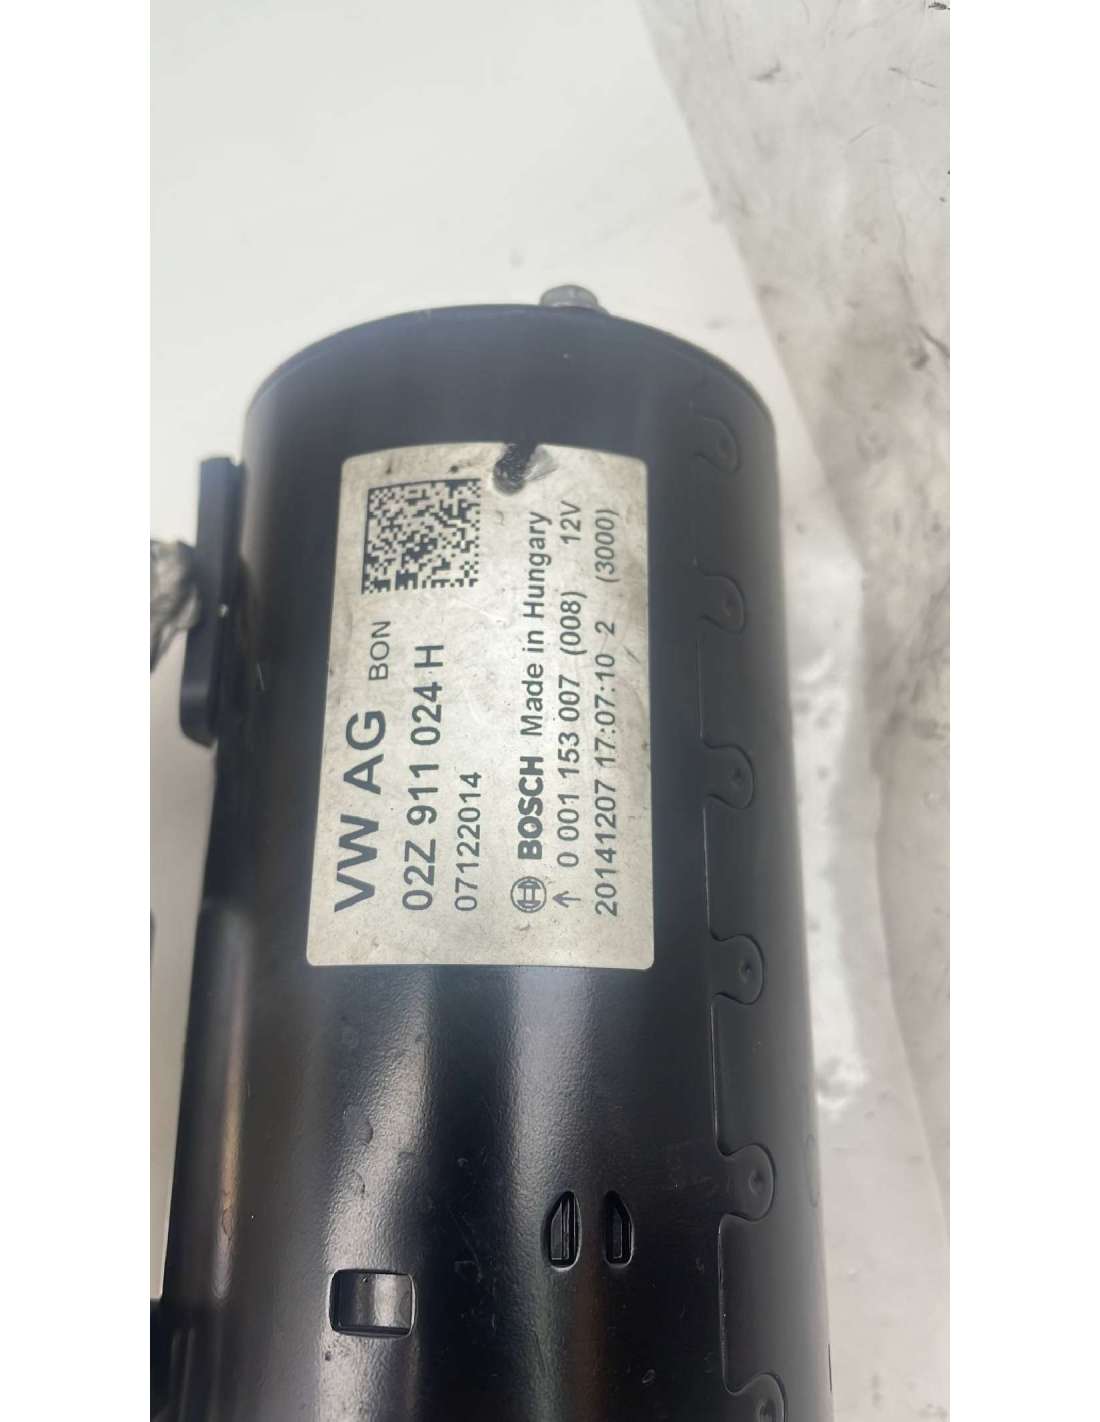 VW AG BON
02Z 911 024 H
07122014
BOSCH Made in Hungary
0 001 153 007 (008) 12V
20141207 17:07:10 2 (3000)